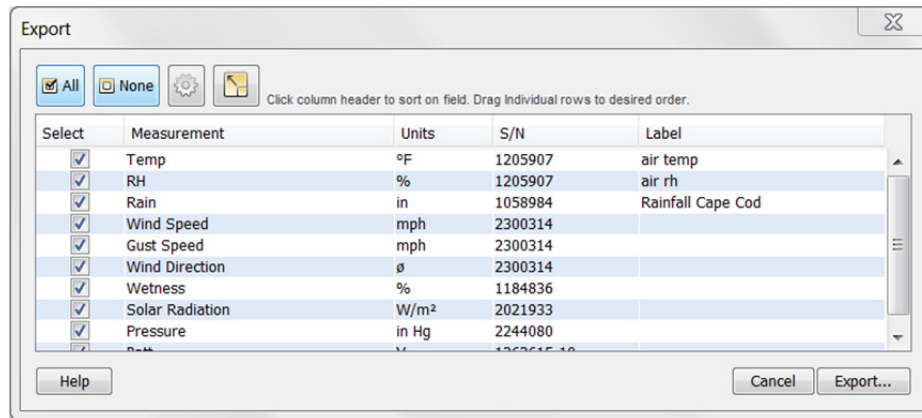 Export
All None Click column header to sort on field. Drag Individual rows to desired order.
Select Measurement Units S/N Label
Temp °F 1205907 air temp
RH % 1205907 air rh
Rain in 1058984 Rainfall Cape Cod
Wind Speed mph 2300314
Gust Speed mph 2300314
Wind Direction ø 2300314
Wetness % 1184836
Solar Radiation W/m² 2021933
Pressure in Hg 2244080
Help Cancel Export...